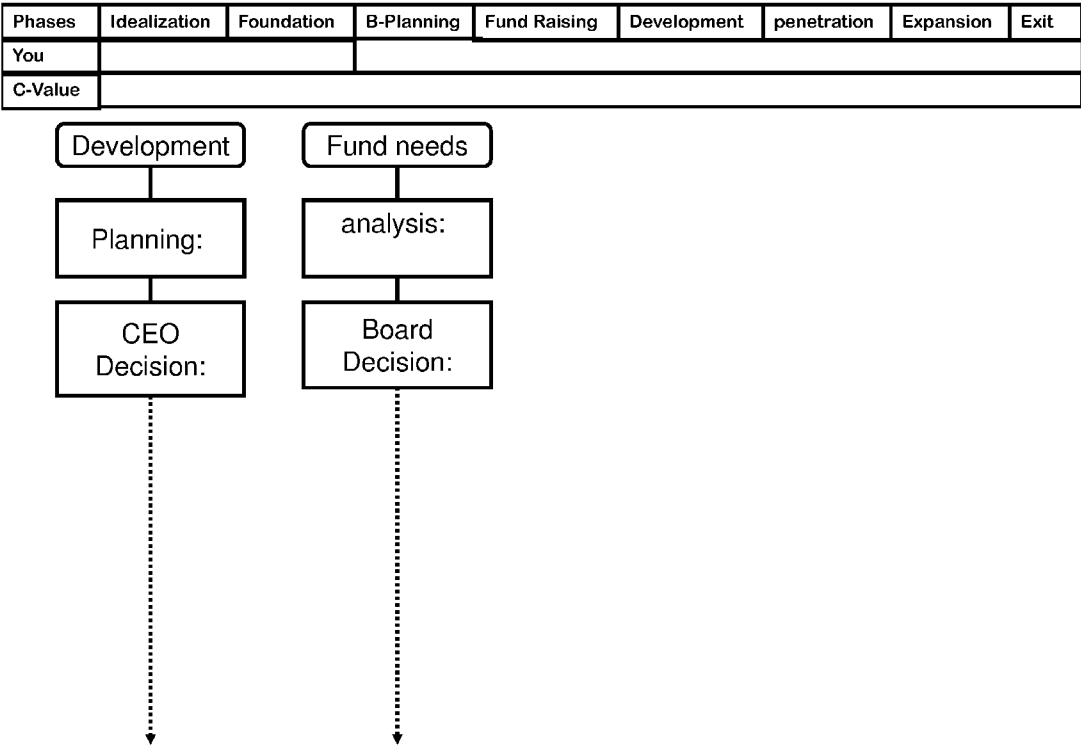 Phases Idealization Foundation B-Planning Fund Raising Development penetration Expansion Exit
You
C-Value
Development
Planning:
CEO
Decision:
Fund needs
analysis:
Board
Decision: